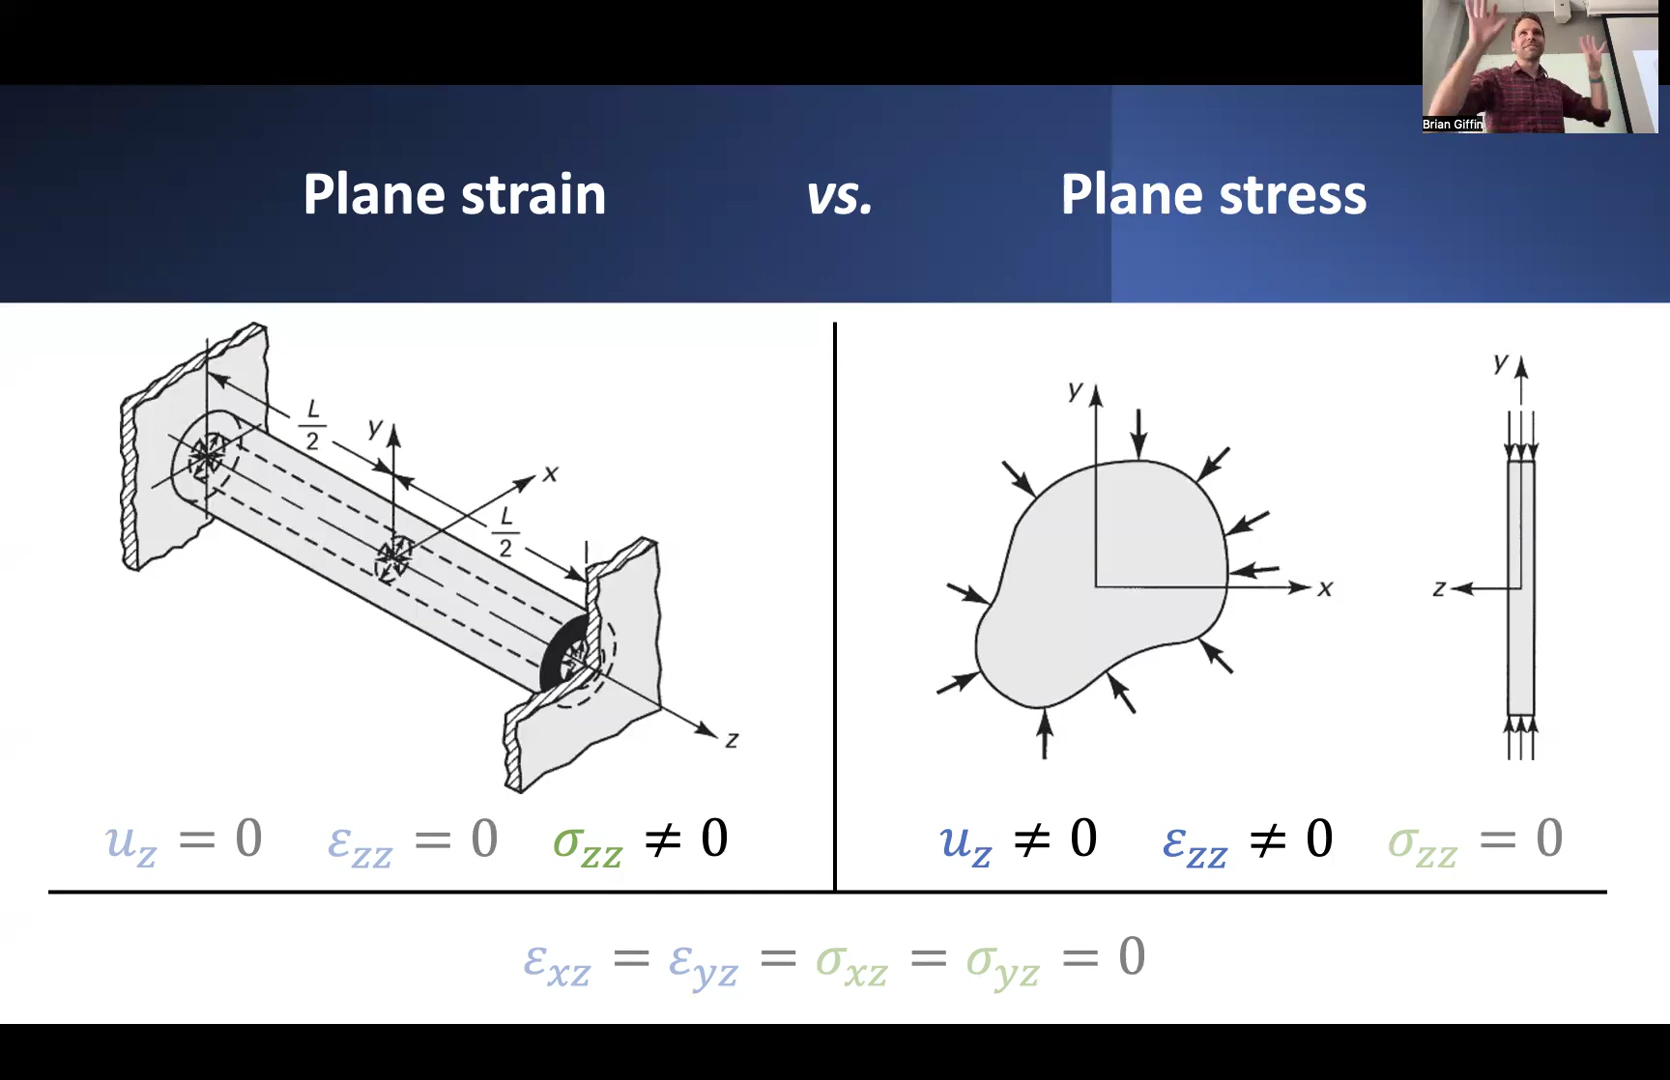 Brian Giffin
Plane strain vs. Plane stress
L/2
y
x
L/2
z
u_z = 0 ε_zz = 0 σ_zz ≠ 0
y
x
y
z
u_z ≠ 0 ε_zz ≠ 0 σ_zz = 0
ε_xz = ε_yz = σ_xz = σ_yz = 0